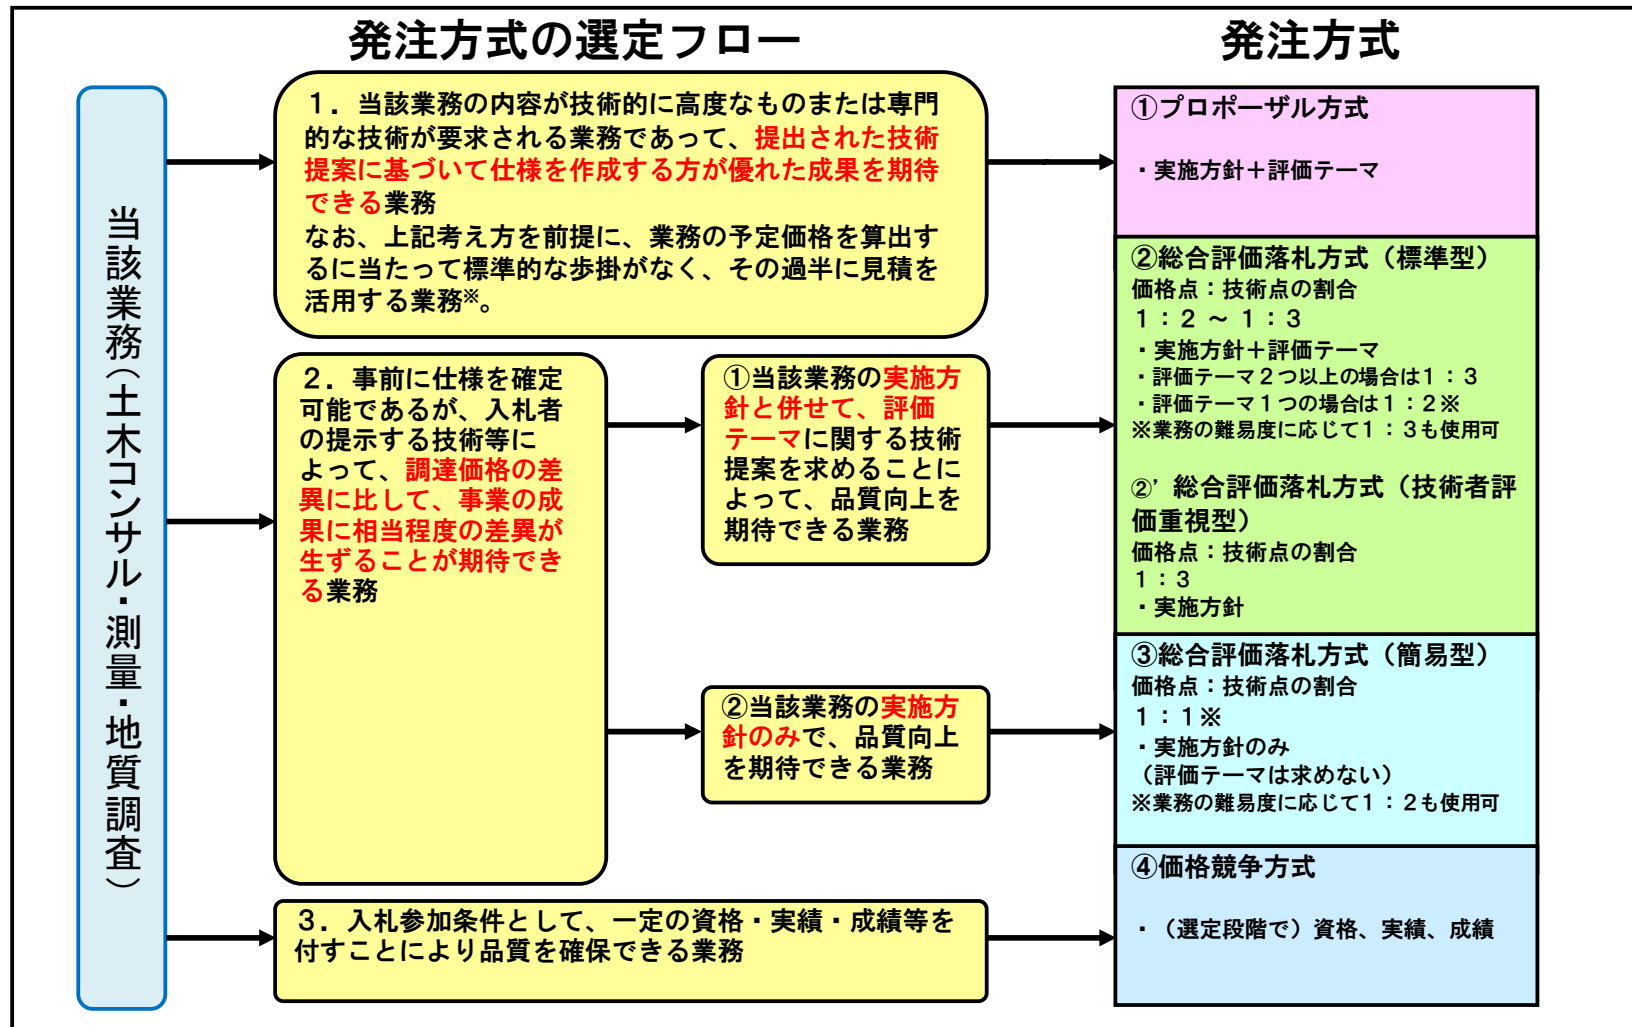 発注方式の選定フロー
発注方式
当該業務（土木コンサル・測量・地質調査）
１．当該業務の内容が技術的に高度なものまたは専門
的な技術が要求される業務であって、提出された技術
提案に基づいて仕様を作成する方が優れた成果を期待
できる業務
なお、上記考え方を前提に、業務の予定価格を算出す
るに当たって標準的な歩掛がなく、その過半に見積を
活用する業務※。
２．事前に仕様を確定
可能であるが、入札者
の提示する技術等に
よって、調達価格の差
異に比して、事業の成
果に相当程度の差異が
生ずることが期待でき
る業務
①当該業務の実施方
針と併せて、評価
テーマに関する技術
提案を求めることに
よって、品質向上を
期待できる業務
②当該業務の実施方
針のみで、品質向上
を期待できる業務
３．入札参加条件として、一定の資格・実績・成績等を
付すことにより品質を確保できる業務
①プロポーザル方式
・実施方針＋評価テーマ
②総合評価落札方式（標準型）
価格点：技術点の割合
１：２ ～ １：３
・実施方針＋評価テーマ
・評価テーマ２つ以上の場合は１：３
・評価テーマ１つの場合は１：２※
※業務の難易度に応じて１：３も使用可
②’総合評価落札方式（技術者評
価重視型）
価格点：技術点の割合
１：３
・実施方針
③総合評価落札方式（簡易型）
価格点：技術点の割合
１：１※
・実施方針のみ
（評価テーマは求めない）
※業務の難易度に応じて１：２も使用可
④価格競争方式
・（選定段階で）資格、実績、成績